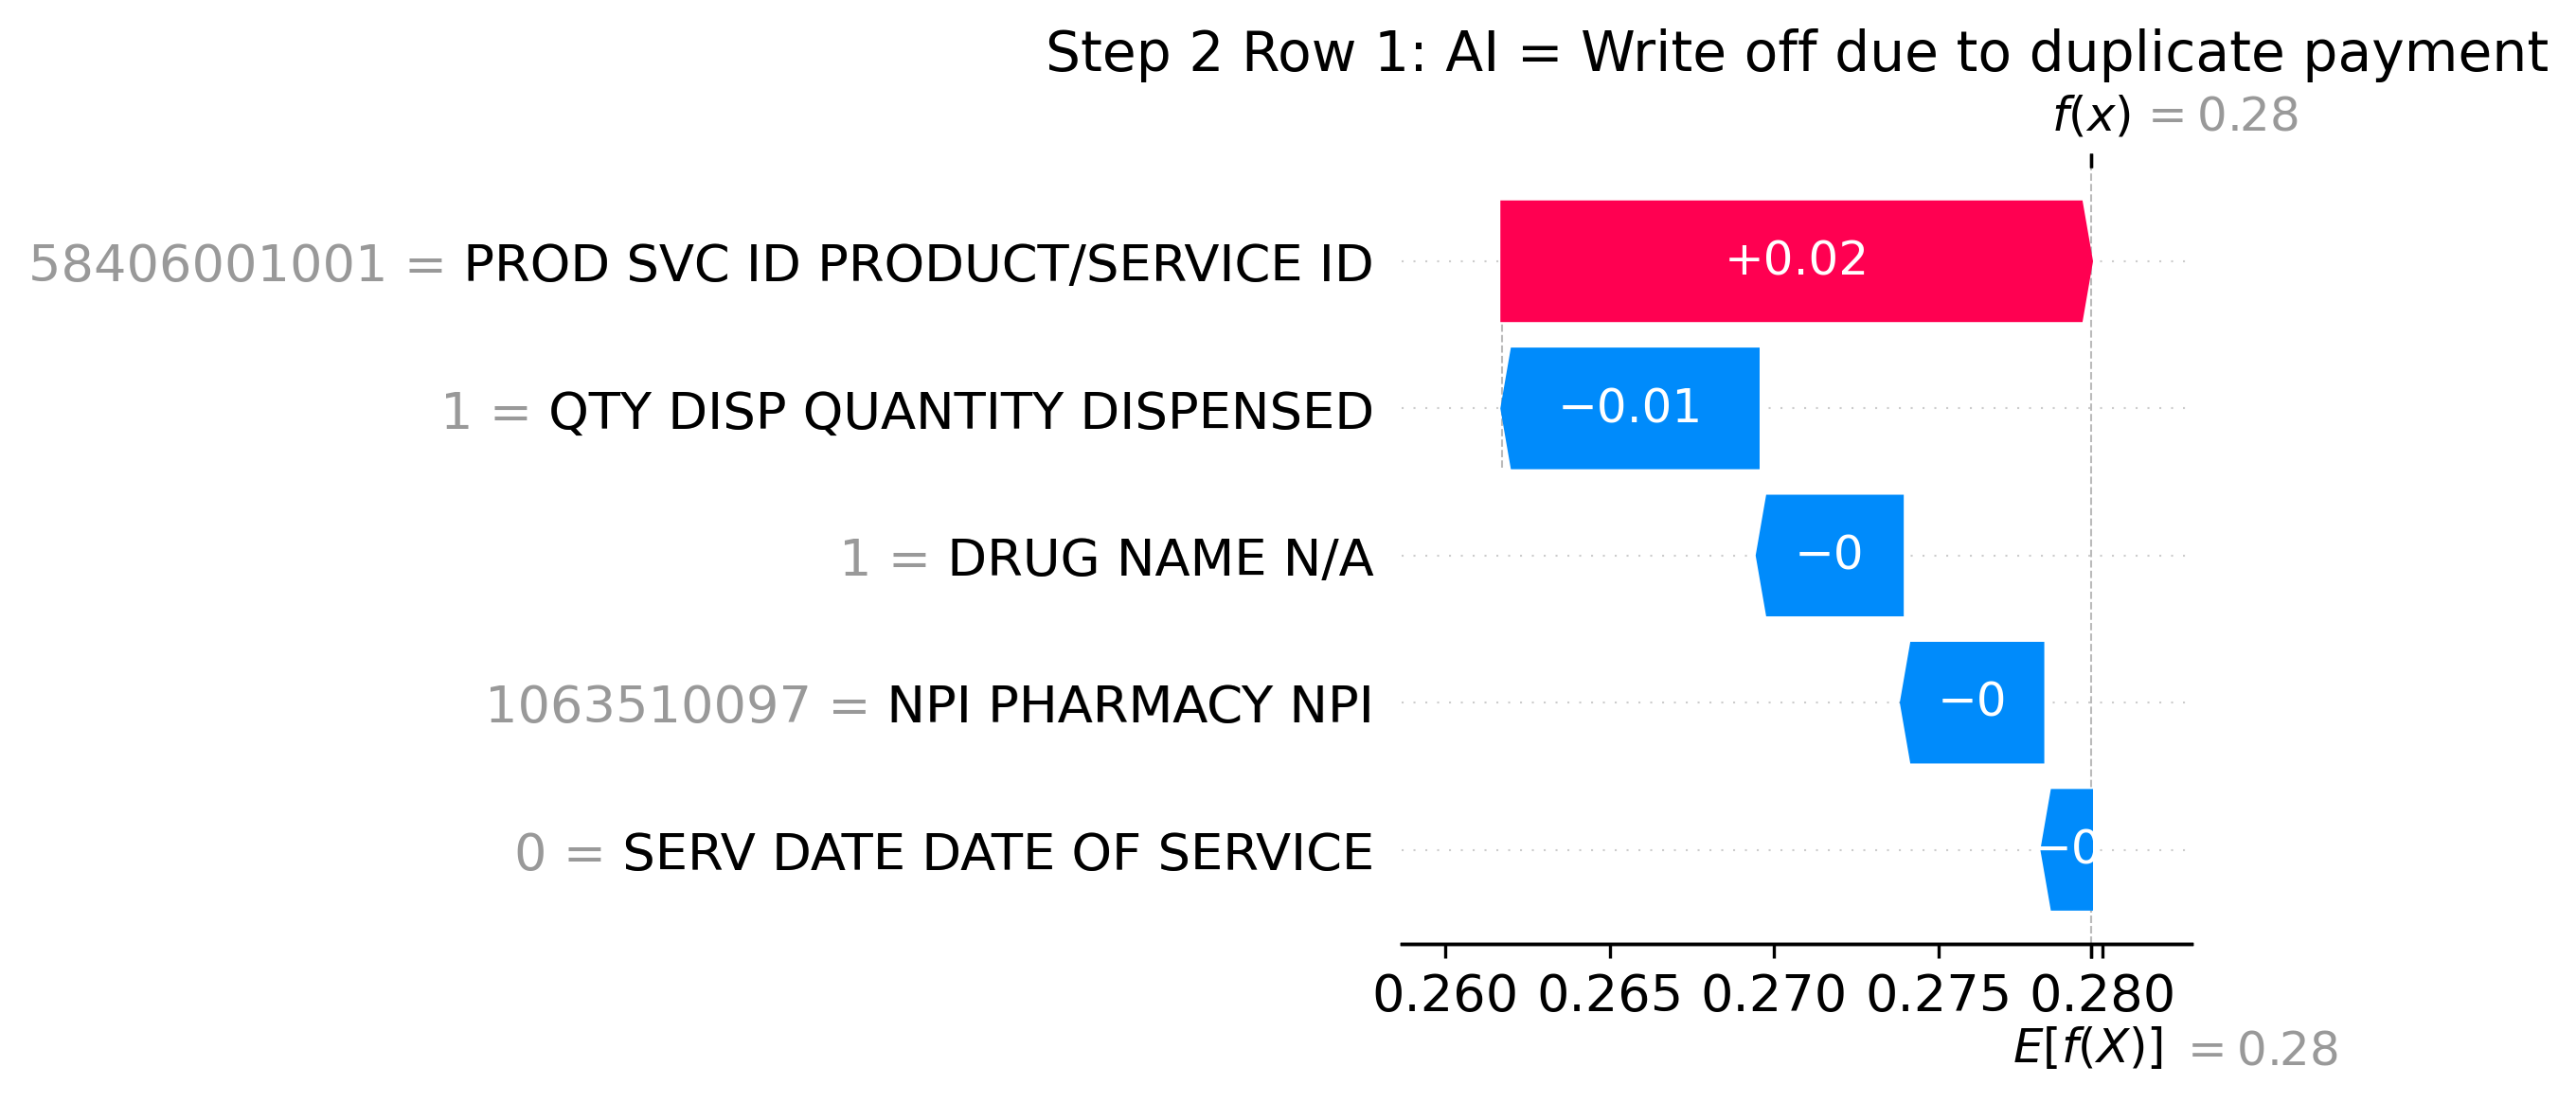 Step 2 Row 1: AI = Write off due to duplicate payment
f(x) = 0.28
58406001001 = PROD SVC ID PRODUCT/SERVICE ID
+0.02
1 = QTY DISP QUANTITY DISPENSED
−0.01
1 = DRUG NAME N/A
−0
1063510097 = NPI PHARMACY NPI
−0
0 = SERV DATE DATE OF SERVICE
−0
0.260 0.265 0.270 0.275 0.280
E[f(X)] = 0.28